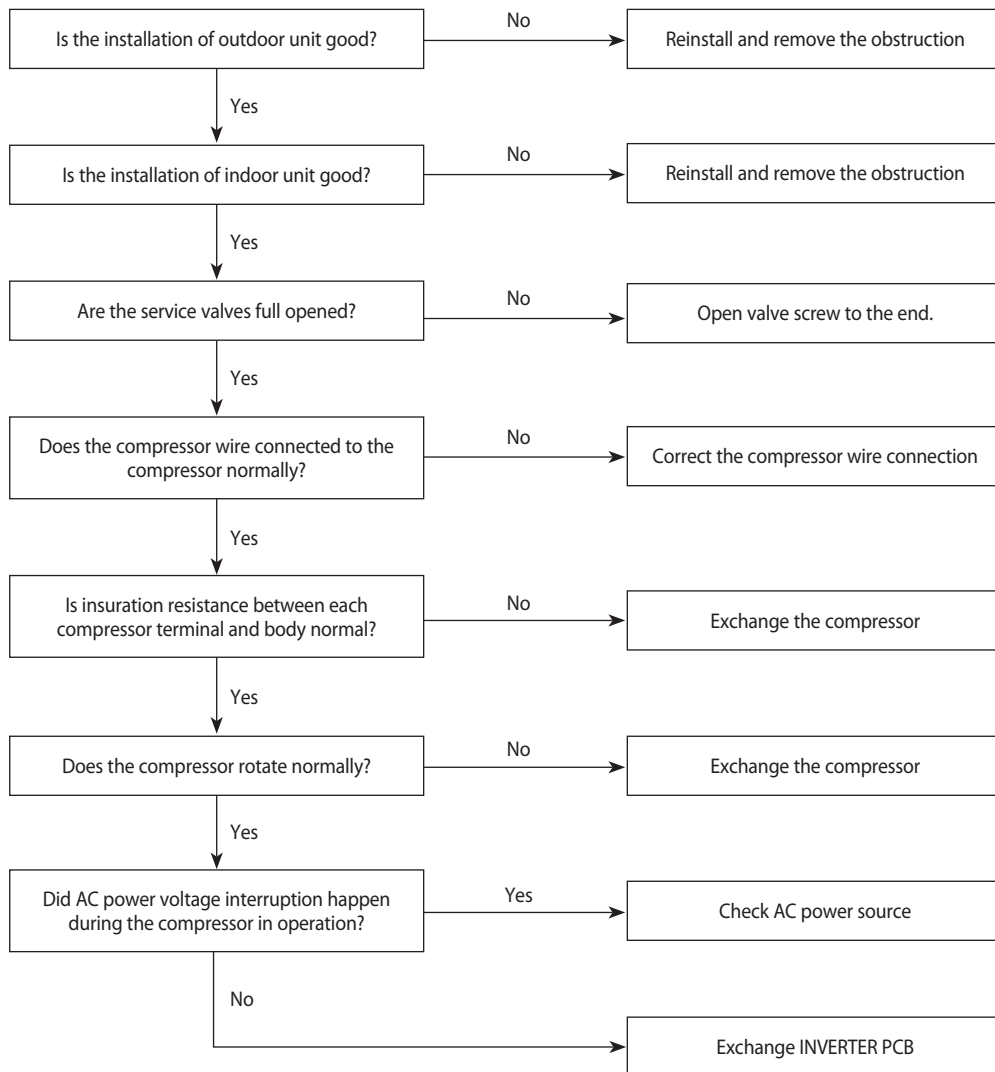 Is the installation of outdoor unit good?
No
Reinstall and remove the obstruction
Yes
Is the installation of indoor unit good?
No
Reinstall and remove the obstruction
Yes
Are the service valves full opened?
No
Open valve screw to the end.
Yes
Does the compressor wire connected to the
compressor normally?
No
Correct the compressor wire connection
Yes
Is insuration resistance between each
compressor terminal and body normal?
No
Exchange the compressor
Yes
Does the compressor rotate normally?
No
Exchange the compressor
Yes
Did AC power voltage interruption happen
during the compressor in operation?
Yes
Check AC power source
No
Exchange INVERTER PCB